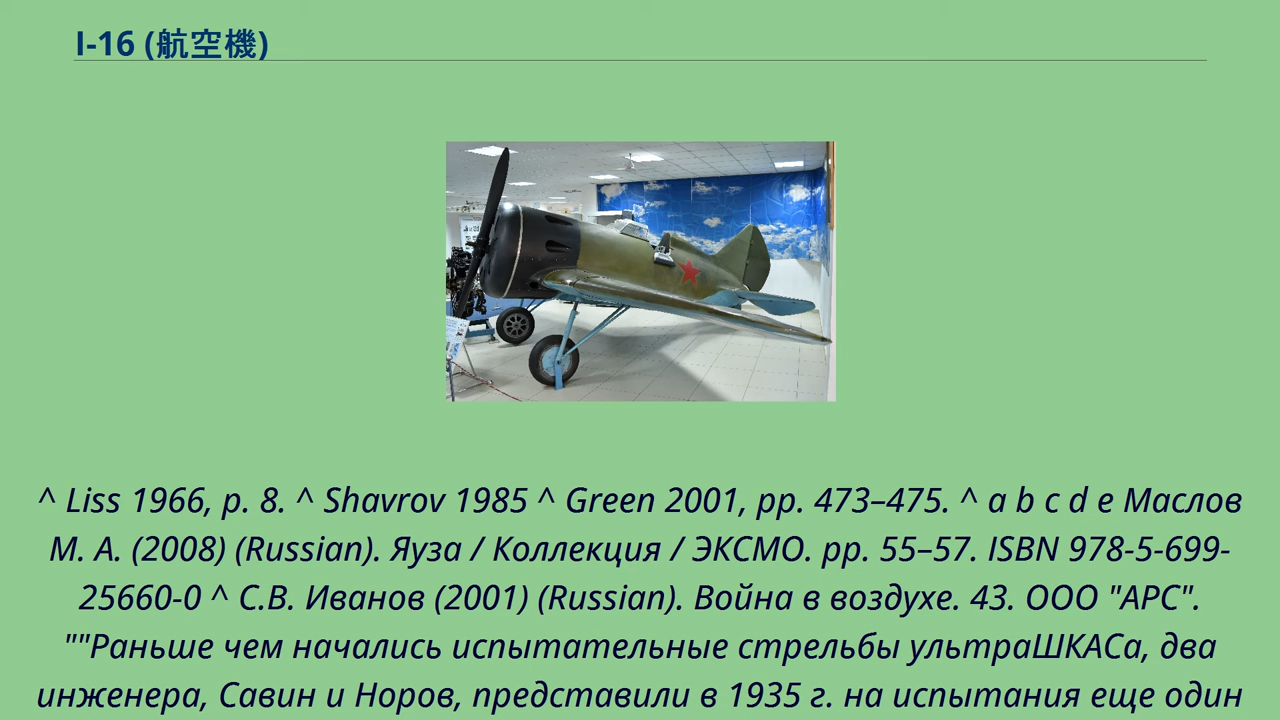 I-16 (航空機)
^ Liss 1966, p. 8. ^ Shavrov 1985 ^ Green 2001, pp. 473–475. ^ a b c d e Маслов
М. А. (2008) (Russian). Яуза / Коллекция / ЭКСМО. pp. 55–57. ISBN 978-5-699-
25660-0 ^ С.В. Иванов (2001) (Russian). Война в воздухе. 43. ООО "АРС".
""Раньше чем начались испытательные стрельбы ультраШКАСа, два
инженера, Савин и Норов, представили в 1935 г. на испытания еще один